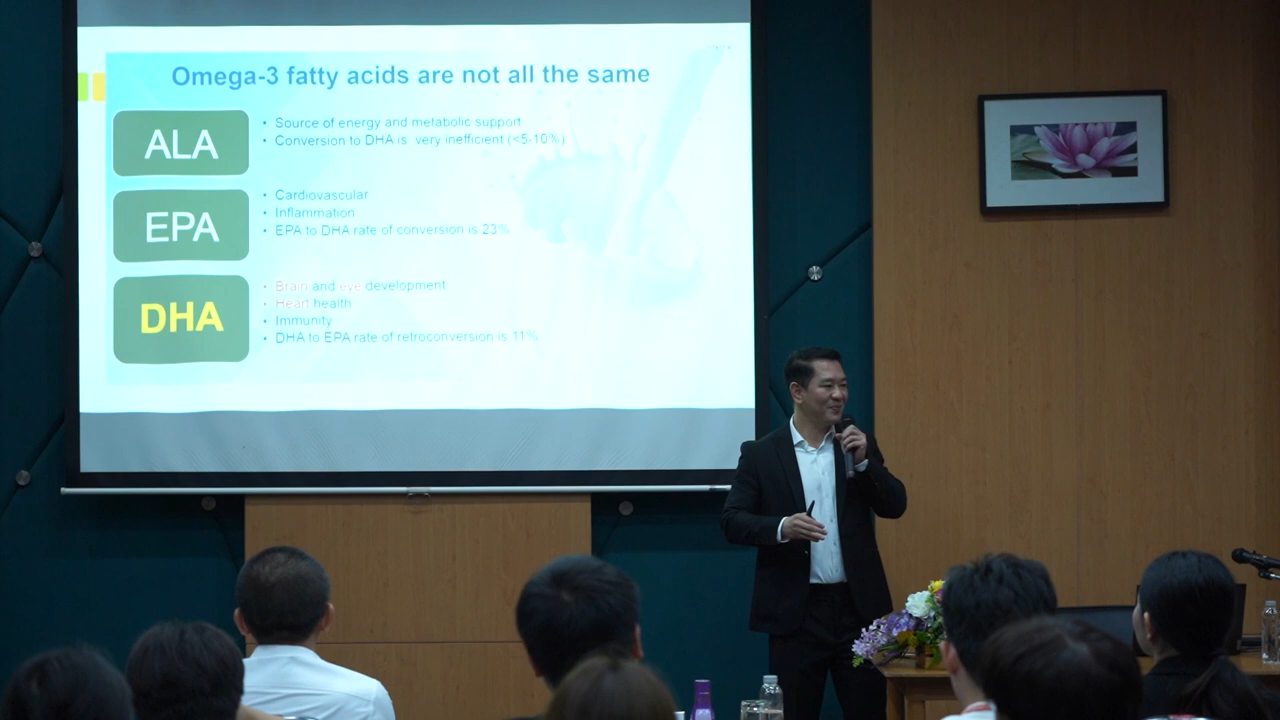 Omega-3 fatty acids are not all the same
ALA
• Source of energy and metabolic support
• Conversion to DHA is very inefficient (<5-10%)
EPA
• Cardiovascular
• Inflammation
• EPA to DHA rate of conversion is 23%
DHA
• Brain and eye development
• Heart health
• Immunity
• DHA to EPA rate of retroconversion is 11%